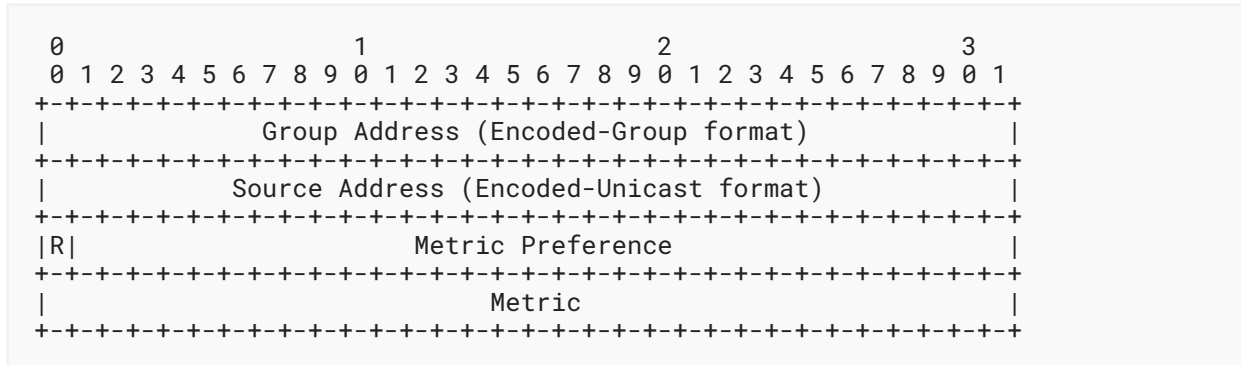 0                   1                   2                   3
 0 1 2 3 4 5 6 7 8 9 0 1 2 3 4 5 6 7 8 9 0 1 2 3 4 5 6 7 8 9 0 1
+-+-+-+-+-+-+-+-+-+-+-+-+-+-+-+-+-+-+-+-+-+-+-+-+-+-+-+-+-+-+-+-+
|              Group Address (Encoded-Group format)             |
+-+-+-+-+-+-+-+-+-+-+-+-+-+-+-+-+-+-+-+-+-+-+-+-+-+-+-+-+-+-+-+-+
|            Source Address (Encoded-Unicast format)            |
+-+-+-+-+-+-+-+-+-+-+-+-+-+-+-+-+-+-+-+-+-+-+-+-+-+-+-+-+-+-+-+-+
|R|                      Metric Preference                      |
+-+-+-+-+-+-+-+-+-+-+-+-+-+-+-+-+-+-+-+-+-+-+-+-+-+-+-+-+-+-+-+-+
|                             Metric                            |
+-+-+-+-+-+-+-+-+-+-+-+-+-+-+-+-+-+-+-+-+-+-+-+-+-+-+-+-+-+-+-+-+